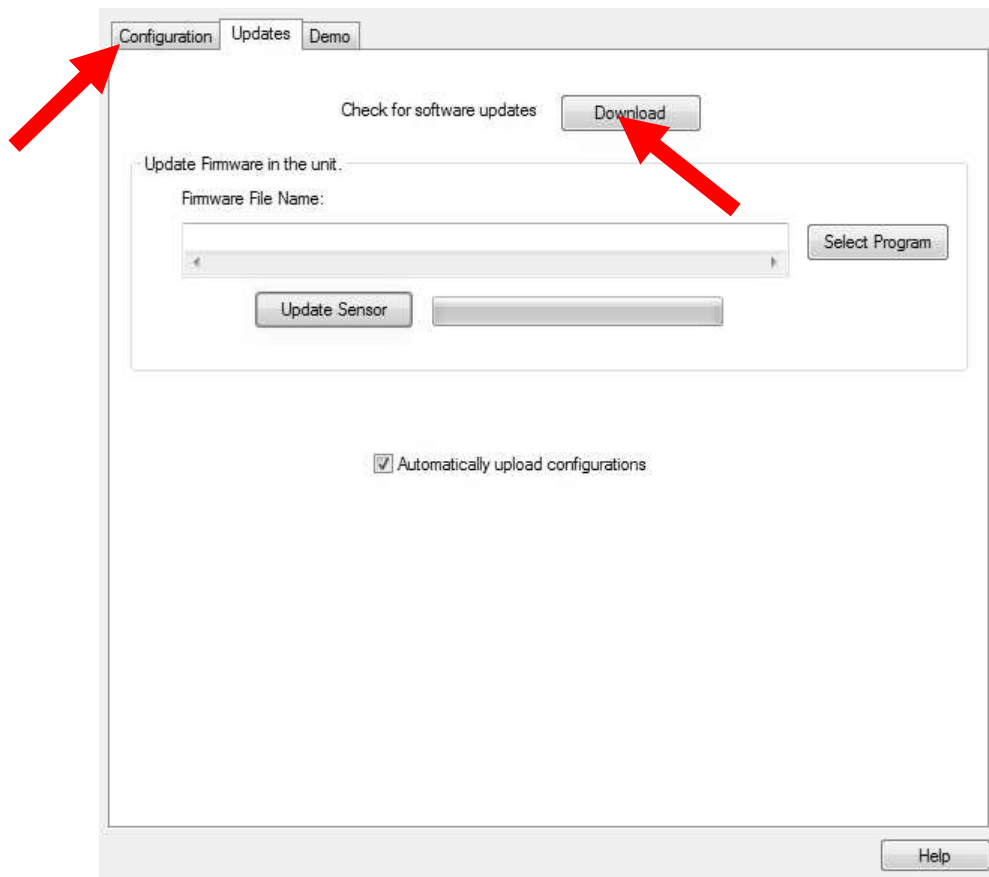 Configuration Updates Demo
Check for software updates Download
Update Firmware in the unit.
Firmware File Name:
Select Program
Update Sensor
Automatically upload configurations
Help